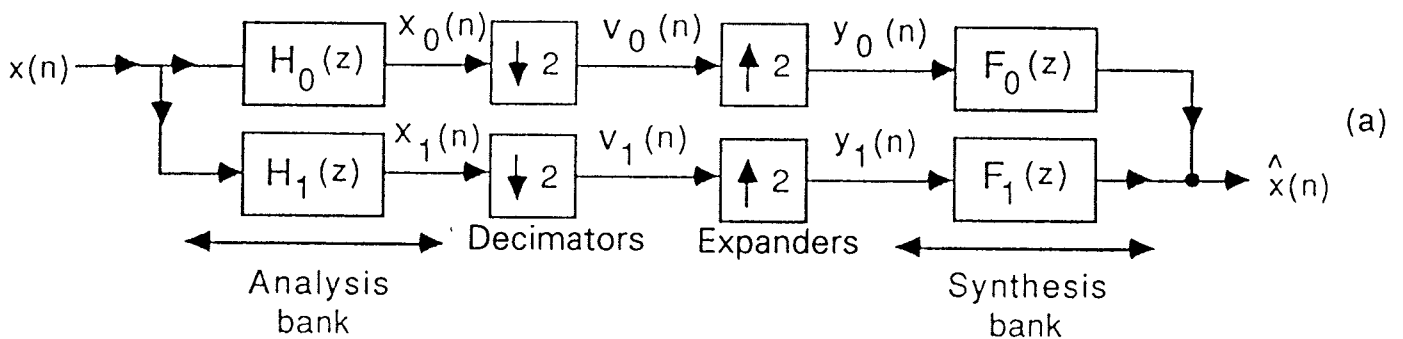 x(n) H₀(z) x₀(n) ↓ 2 v₀(n) ↑ 2 y₀(n) F₀(z)
(a)
H₁(z) x₁(n) ↓ 2 v₁(n) ↑ 2 y₁(n) F₁(z) x̂(n)
Decimators Expanders
Analysis bank
Synthesis bank